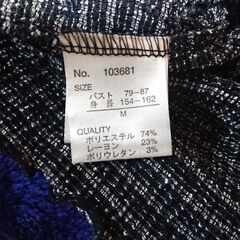 No. 103681
SIZE
バスト 79-87
身長 154-162
M
QUALITY
ポリエステル 74%
レーヨン 23%
ポリウレタン 3%